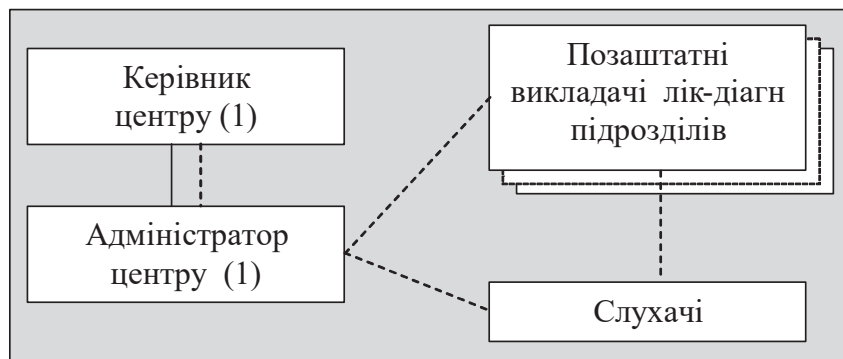 Керівник
центру (1)
Адміністратор
центру (1)
Позаштатні
викладачі лік-діагн
підрозділів
Слухачі